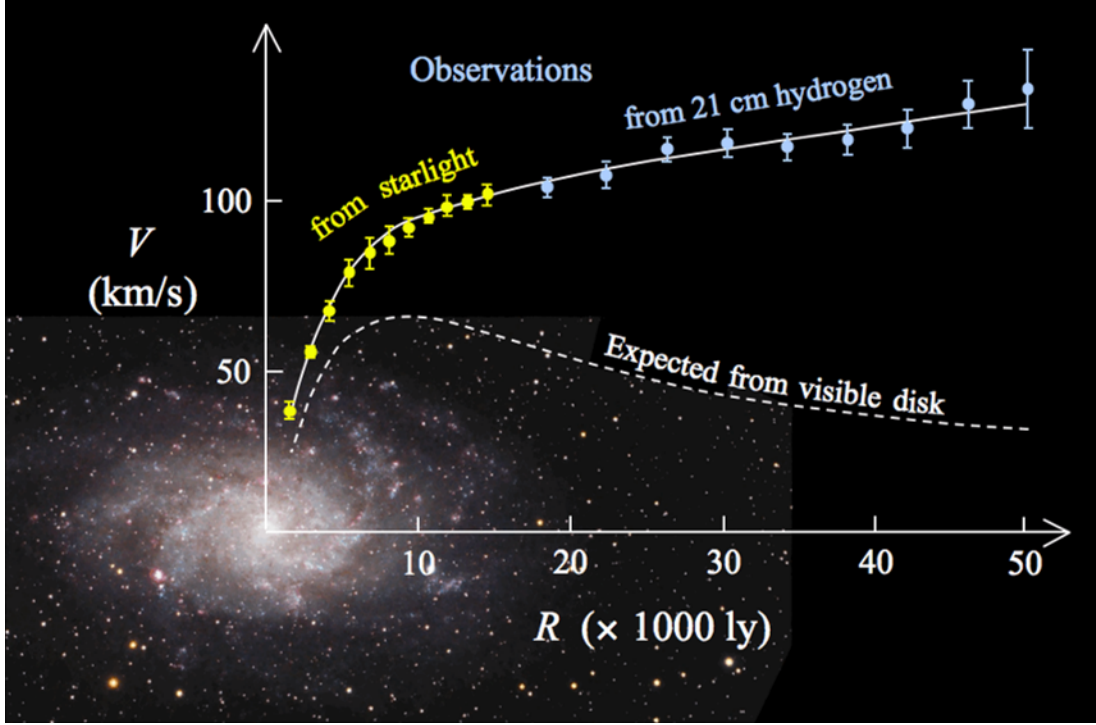 Observations
from 21 cm hydrogen
from starlight
100
V
(km/s)
50
Expected from visible disk
10
20
30
40
50
R (× 1000 ly)